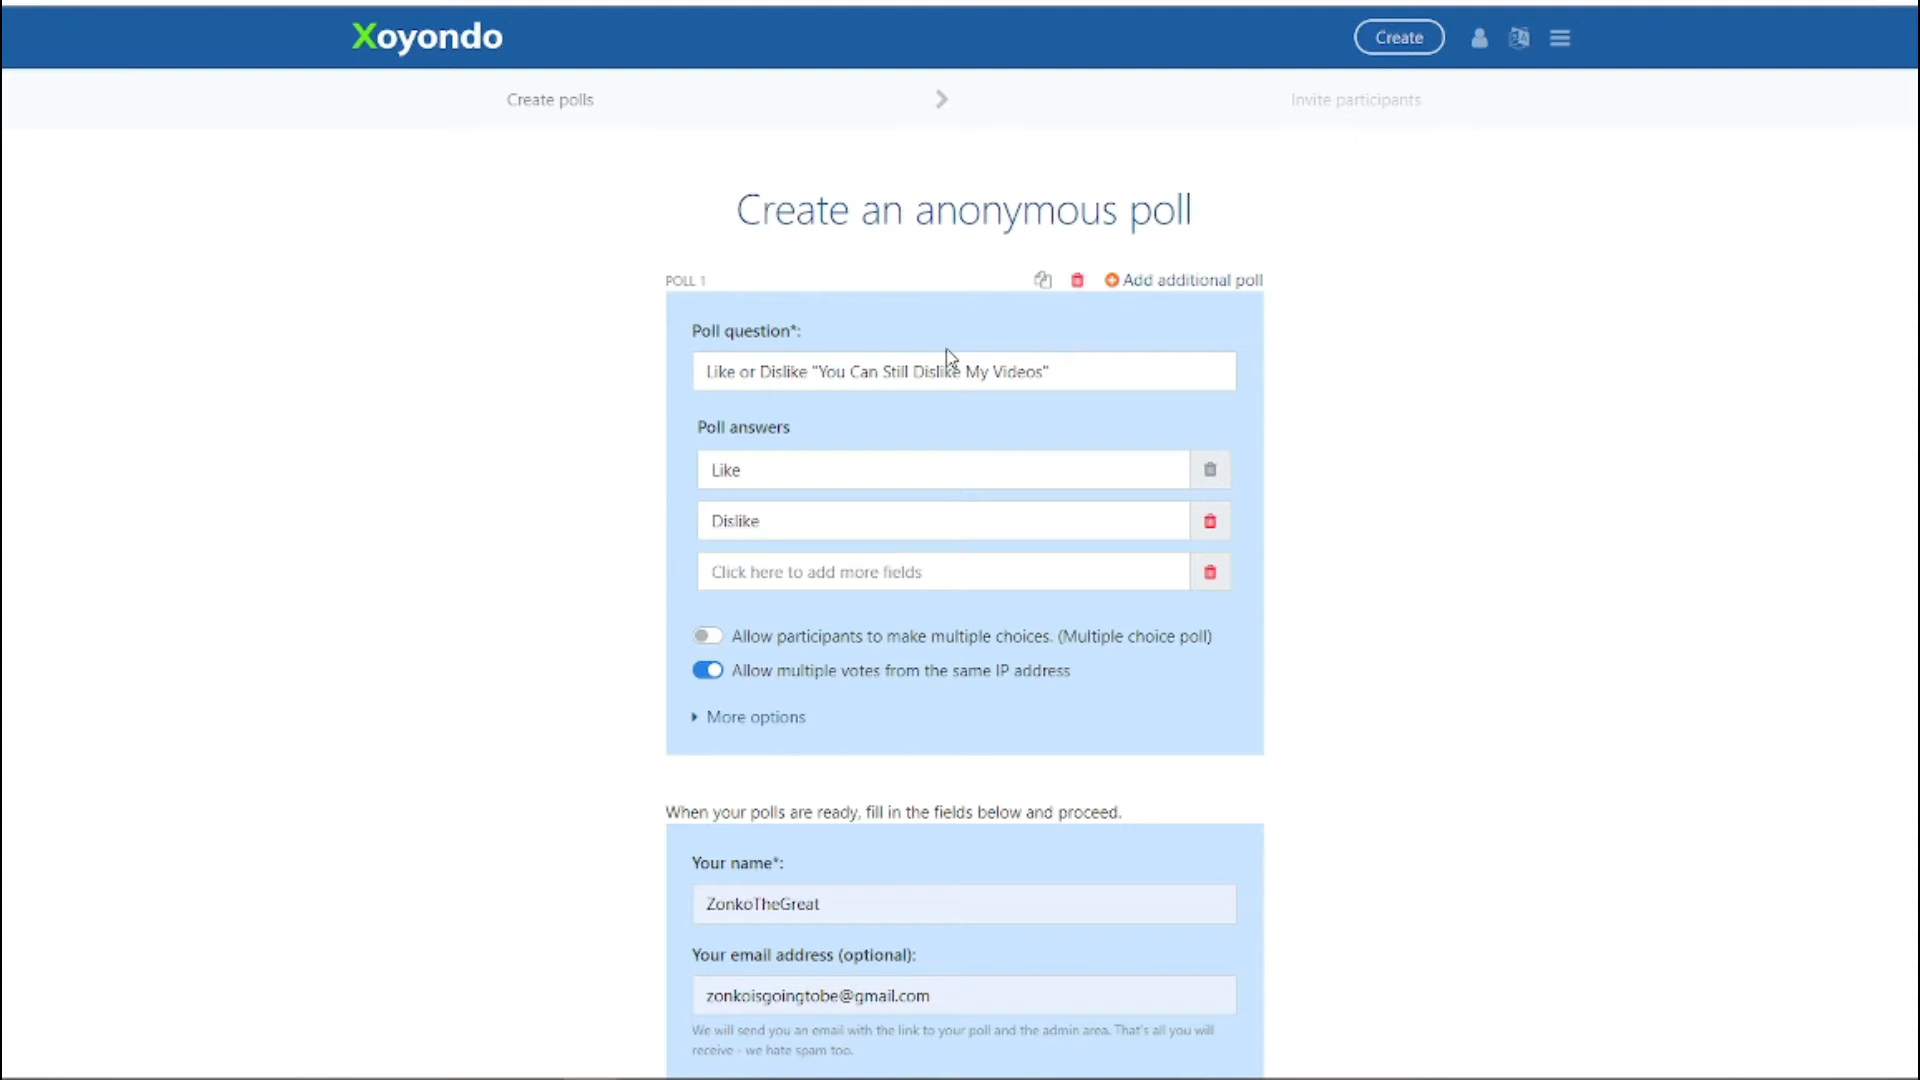 Xoyondo
Create
Create polls
Invite participants
Create an anonymous poll
POLL 1
Add additional poll
Poll question*:
Like or Dislike "You Can Still Dislike My Videos"
Poll answers
Like
Dislike
Click here to add more fields
Allow participants to make multiple choices. (Multiple choice poll)
Allow multiple votes from the same IP address
More options
When your polls are ready, fill in the fields below and proceed.
Your name*:
ZonkoTheGreat
Your email address (optional):
zonkoisgoingtobe@gmail.com
We will send you an email with the link to your poll and the admin area. That's all you will
receive - we hate spam too.